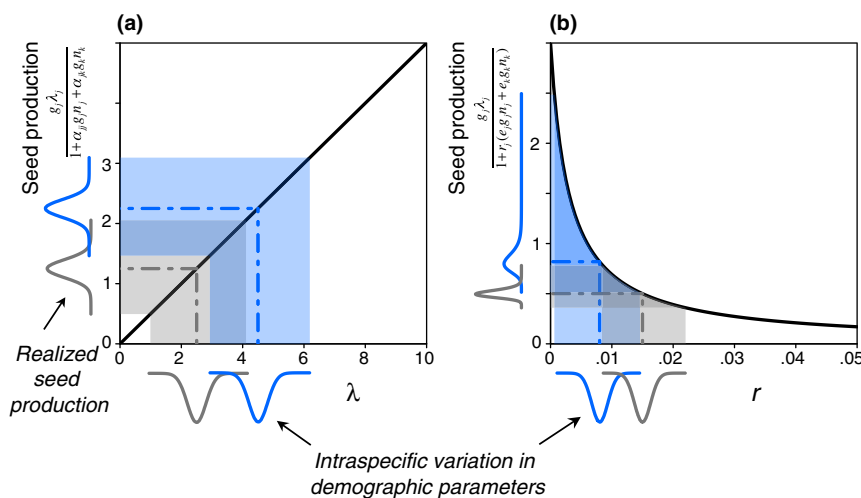 (a)
Seed production
g_j λ_j
1+α_jj g_j n_j + α_jk g_k n_k
3
2
1
0
0 2 4 6 8 10
λ
Realized
seed
production
(b)
Seed production
g_j λ_j
1+r_j(e_j g_j n_j + e_k g_k n_k)
2
1
0
0 .01 .02 .03 .04 .05
r
Intraspecific variation in
demographic parameters